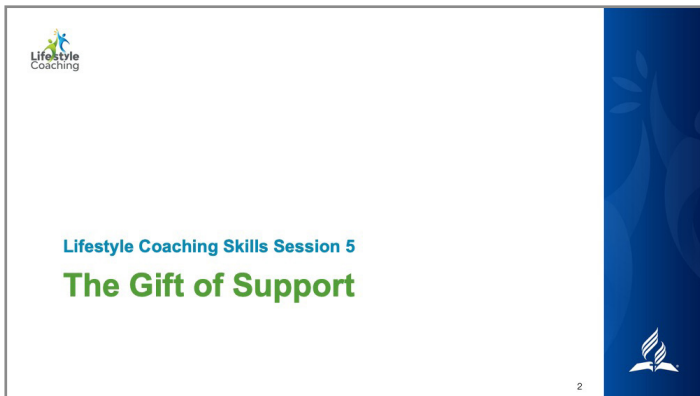 Lifestyle
Coaching
Lifestyle Coaching Skills Session 5
The Gift of Support
2